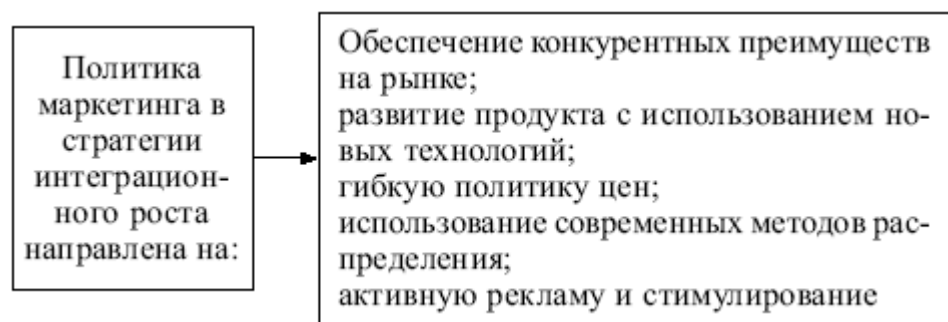 Политика
маркетинга в
стратегии
интеграцион-
ного роста
направлена на:
Обеспечение конкурентных преимуществ
на рынке;
развитие продукта с использованием но-
вых технологий;
гибкую политику цен;
использование современных методов рас-
пределения;
активную рекламу и стимулирование